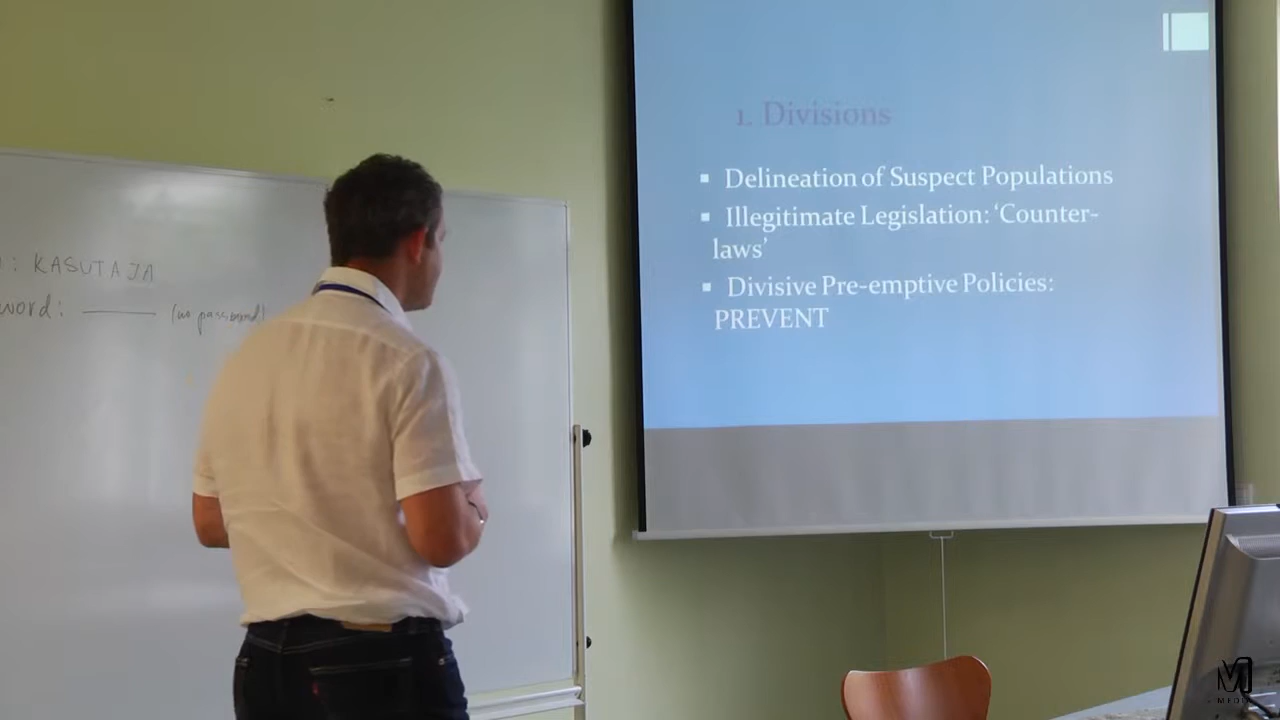 : KASUTAJA
word: ——— (no password)
1. Divisions
▪ Delineation of Suspect Populations
▪ Illegitimate Legislation: ‘Counter-
laws’
▪ Divisive Pre-emptive Policies:
PREVENT